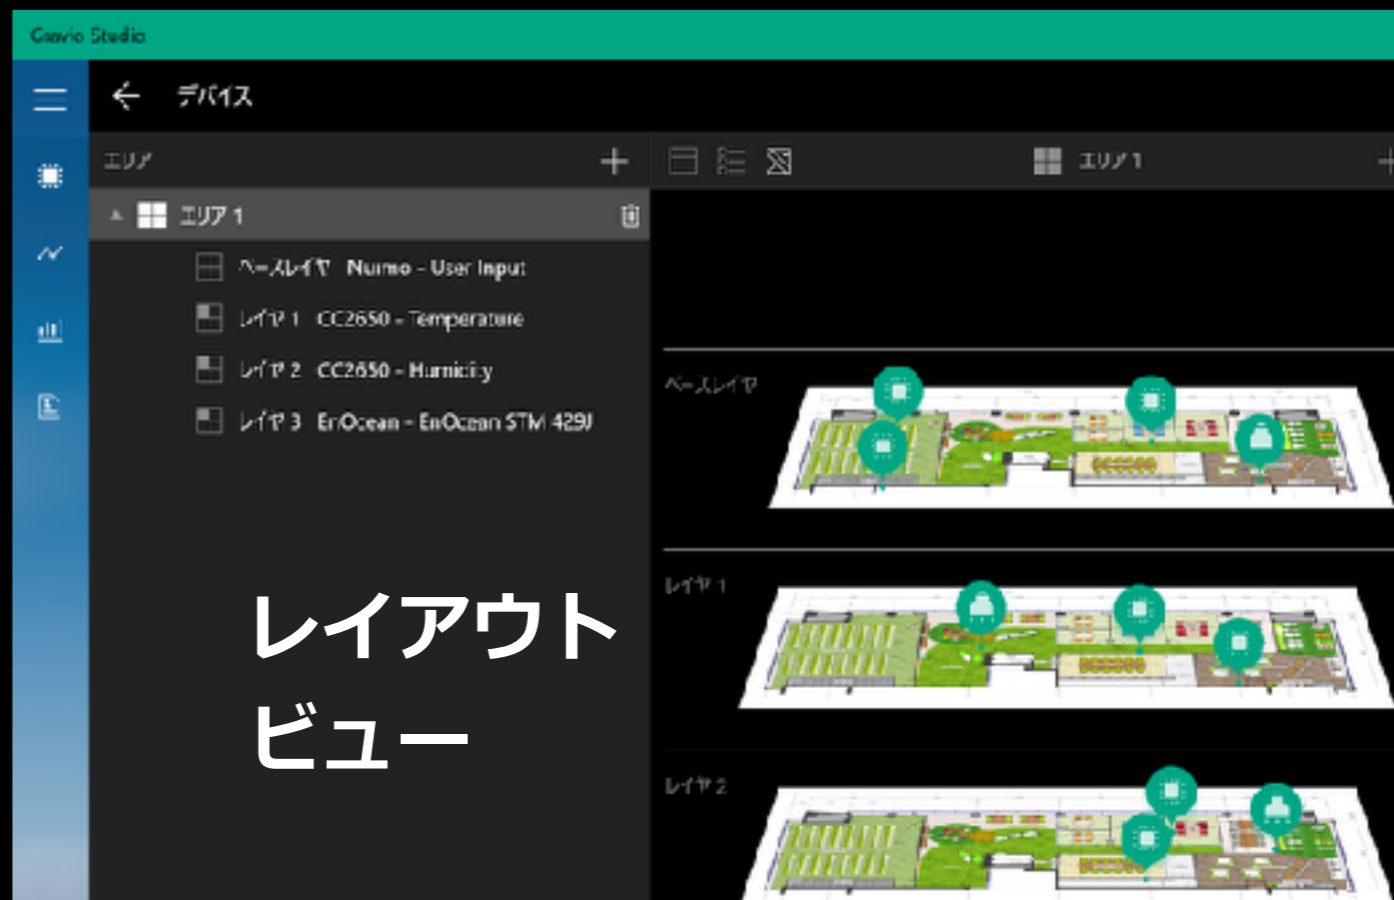 Gravio Studio
デバイス
エリア
エリア 1
エリア 1
ベースレイヤ Nuimo - User Input
レイヤ 1 CC2650 - Temperature
レイヤ 2 CC2650 - Humidity
レイヤ 3 EnOcean - EnOcean STM 429J
ベースレイヤ
レイヤ 1
レイヤ 2
レイアウト
ビュー